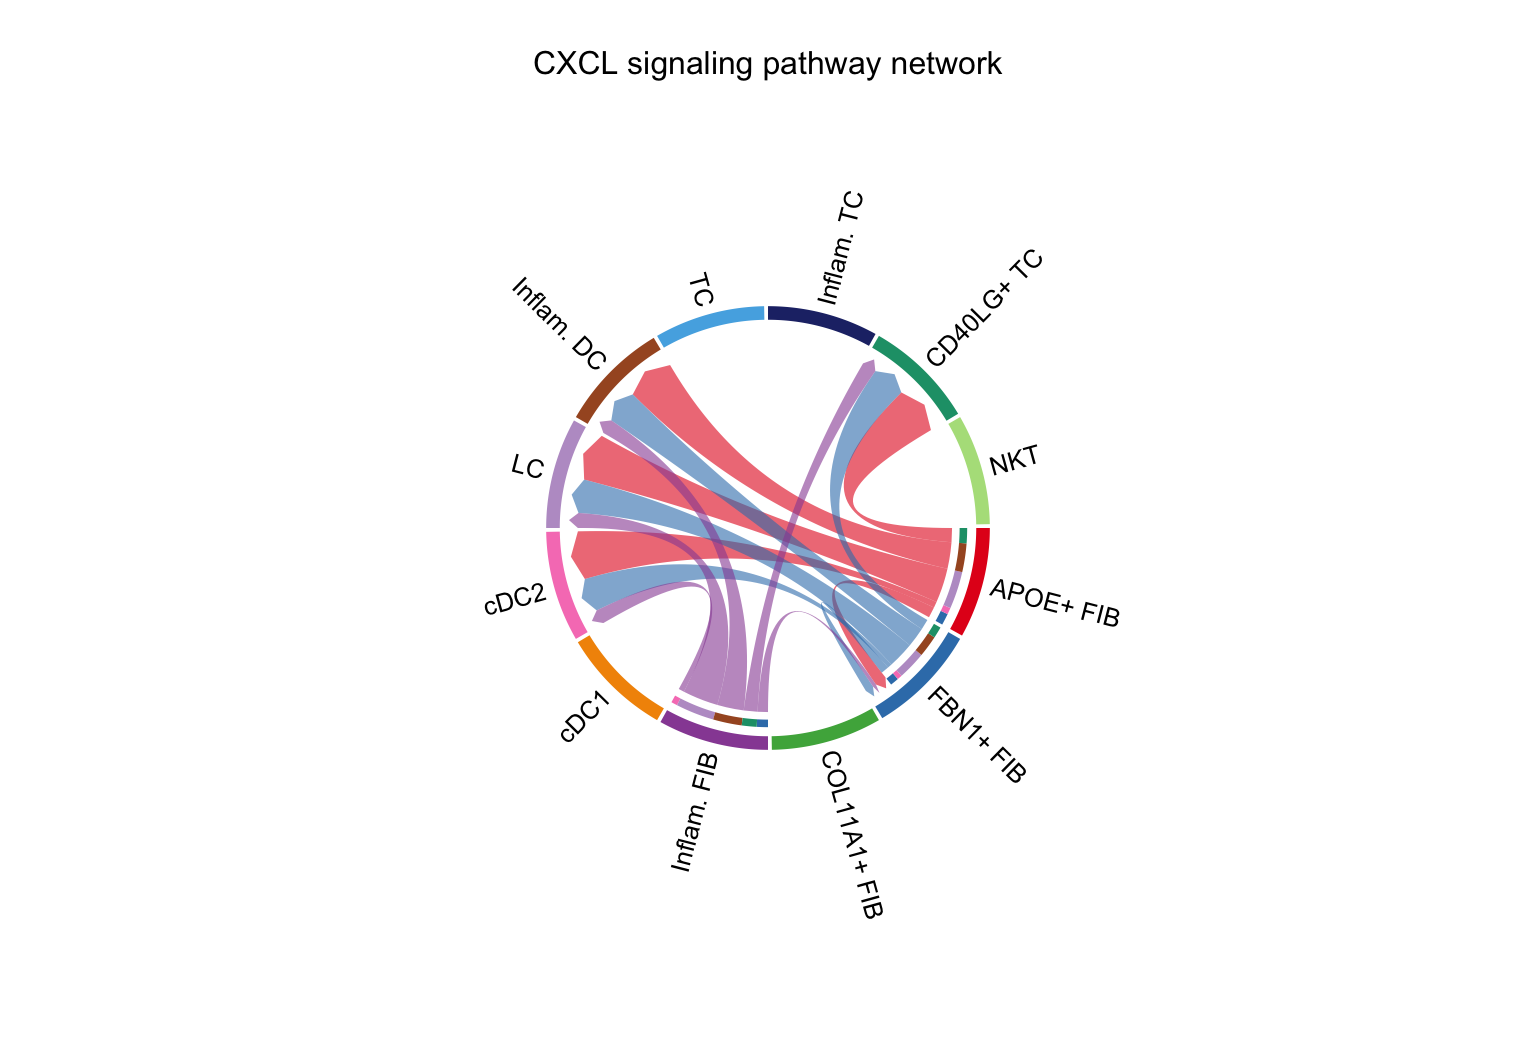 CXCL signaling pathway network
Inflam. TC
CD40LG+ TC
NKT
APOE+ FIB
FBN1+ FIB
COL11A1+ FIB
Inflam. FIB
cDC1
cDC2
LC
Inflam. DC
TC